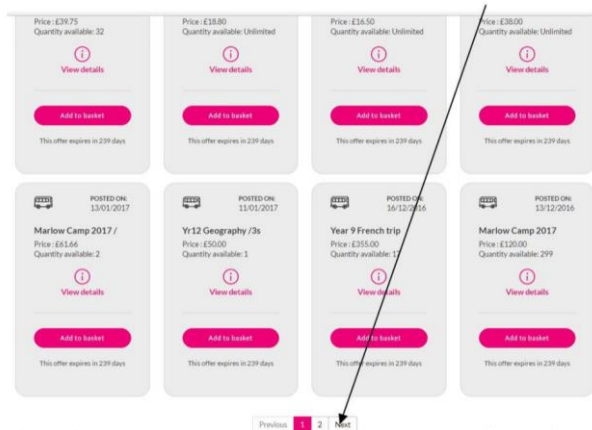 Price : £39.75
Quantity available: 32
View details
Add to basket
This offer expires in 239 days
Price : £18.80
Quantity available: Unlimited
View details
Add to basket
This offer expires in 239 days
Price : £16.50
Quantity available: Unlimited
View details
Add to basket
This offer expires in 239 days
Price : £38.00
Quantity available: Unlimited
View details
Add to basket
This offer expires in 239 days
POSTED ON:
13/01/2017
Marlow Camp 2017 /
Price : £61.66
Quantity available: 2
View details
Add to basket
This offer expires in 239 days
POSTED ON:
11/01/2017
Yr12 Geography /3s
Price : £50.00
Quantity available: 1
View details
Add to basket
This offer expires in 239 days
POSTED ON:
16/12/2016
Year 9 French trip
Price : £355.00
Quantity available: 17
View details
Add to basket
This offer expires in 239 days
POSTED ON:
13/12/2016
Marlow Camp 2017
Price : £120.00
Quantity available: 299
View details
Add to basket
This offer expires in 239 days
Previous 1 2 Next